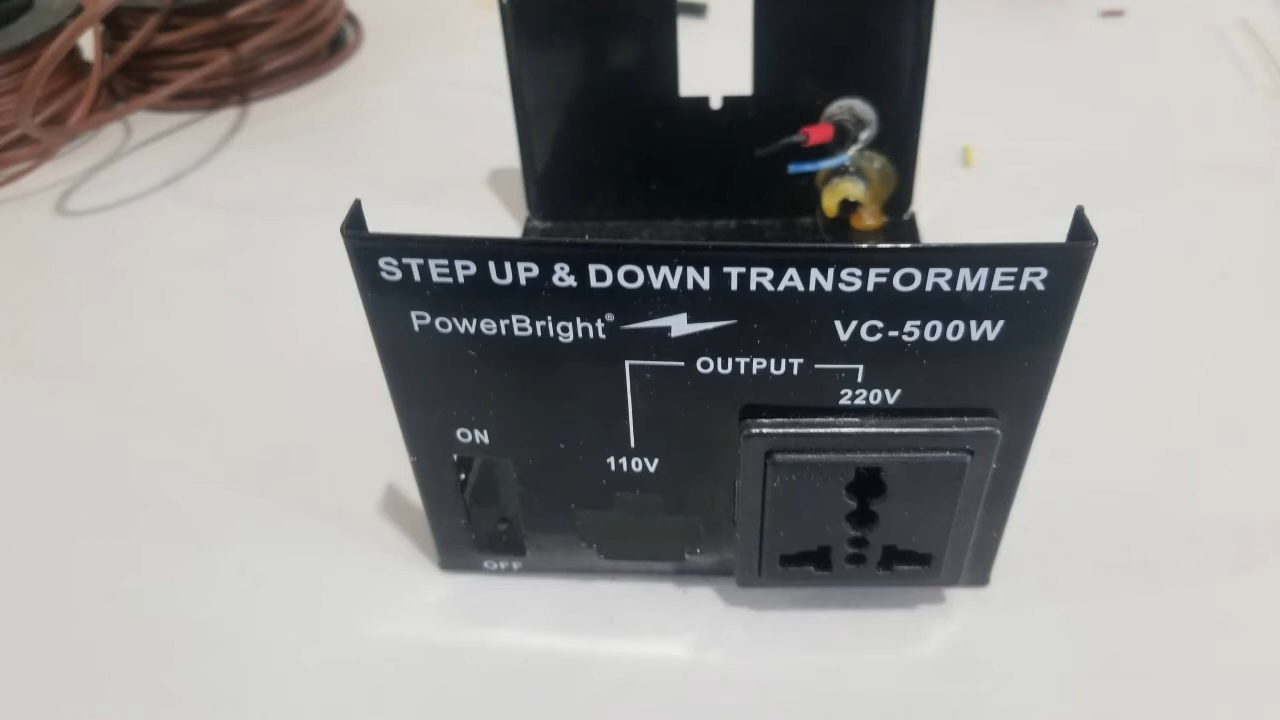 STEP UP & DOWN TRANSFORMER
PowerBright® VC-500W
OUTPUT
220V
ON
110V
OFF